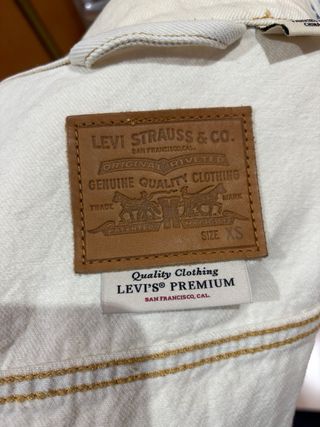 LEVI STRAUSS & CO.
SAN FRANCISCO, CAL.
ORIGINAL RIVETED
GENUINE QUALITY CLOTHING
TRADE MARK
SIZE XS
Quality Clothing
LEVI'S® PREMIUM
SAN FRANCISCO, CAL.